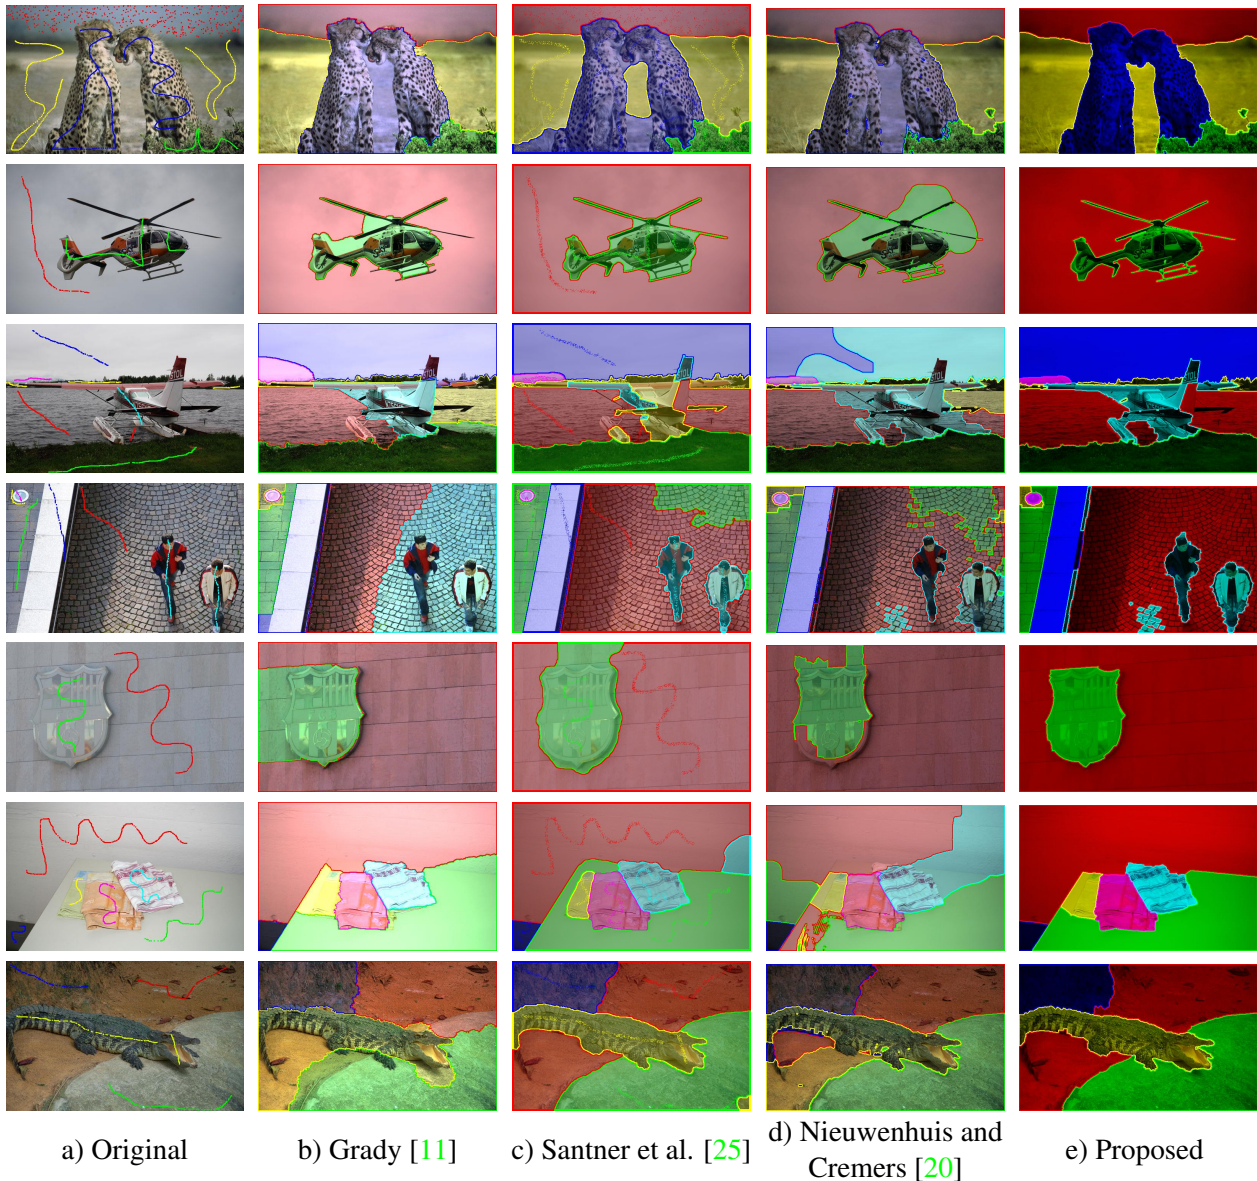 a) Original
b) Grady [11]
c) Santner et al. [25]
d) Nieuwenhuis and
Cremers [20]
e) Proposed